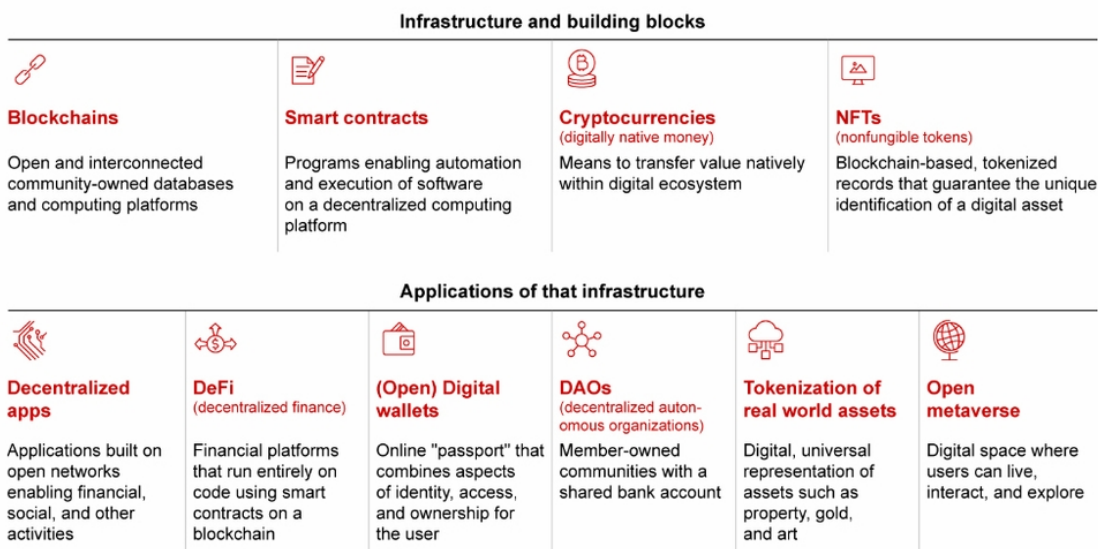 Infrastructure and building blocks
Blockchains
Open and interconnected
community-owned databases
and computing platforms
Smart contracts
Programs enabling automation
and execution of software
on a decentralized computing
platform
Cryptocurrencies
(digitally native money)
Means to transfer value natively
within digital ecosystem
NFTs
(nonfungible tokens)
Blockchain-based, tokenized
records that guarantee the unique
identification of a digital asset
Applications of that infrastructure
Decentralized
apps
Applications built on
open networks
enabling financial,
social, and other
activities
DeFi
(decentralized finance)
Financial platforms
that run entirely on
code using smart
contracts on a
blockchain
(Open) Digital
wallets
Online "passport" that
combines aspects
of identity, access,
and ownership for
the user
DAOs
(decentralized auton-
omous organizations)
Member-owned
communities with a
shared bank account
Tokenization of
real world assets
Digital, universal
representation of
assets such as
property, gold,
and art
Open
metaverse
Digital space where
users can live,
interact, and explore